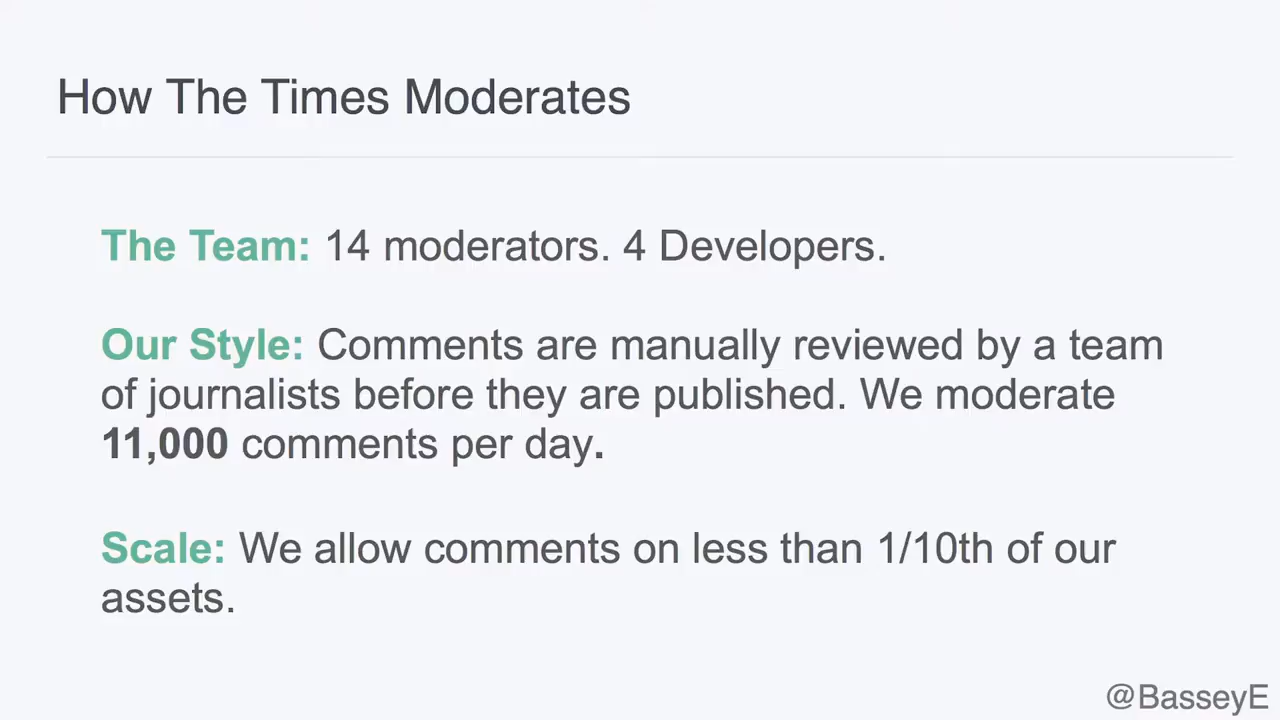 How The Times Moderates
The Team: 14 moderators. 4 Developers.
Our Style: Comments are manually reviewed by a team
of journalists before they are published. We moderate
11,000 comments per day.
Scale: We allow comments on less than 1/10th of our
assets.
@BasseyE